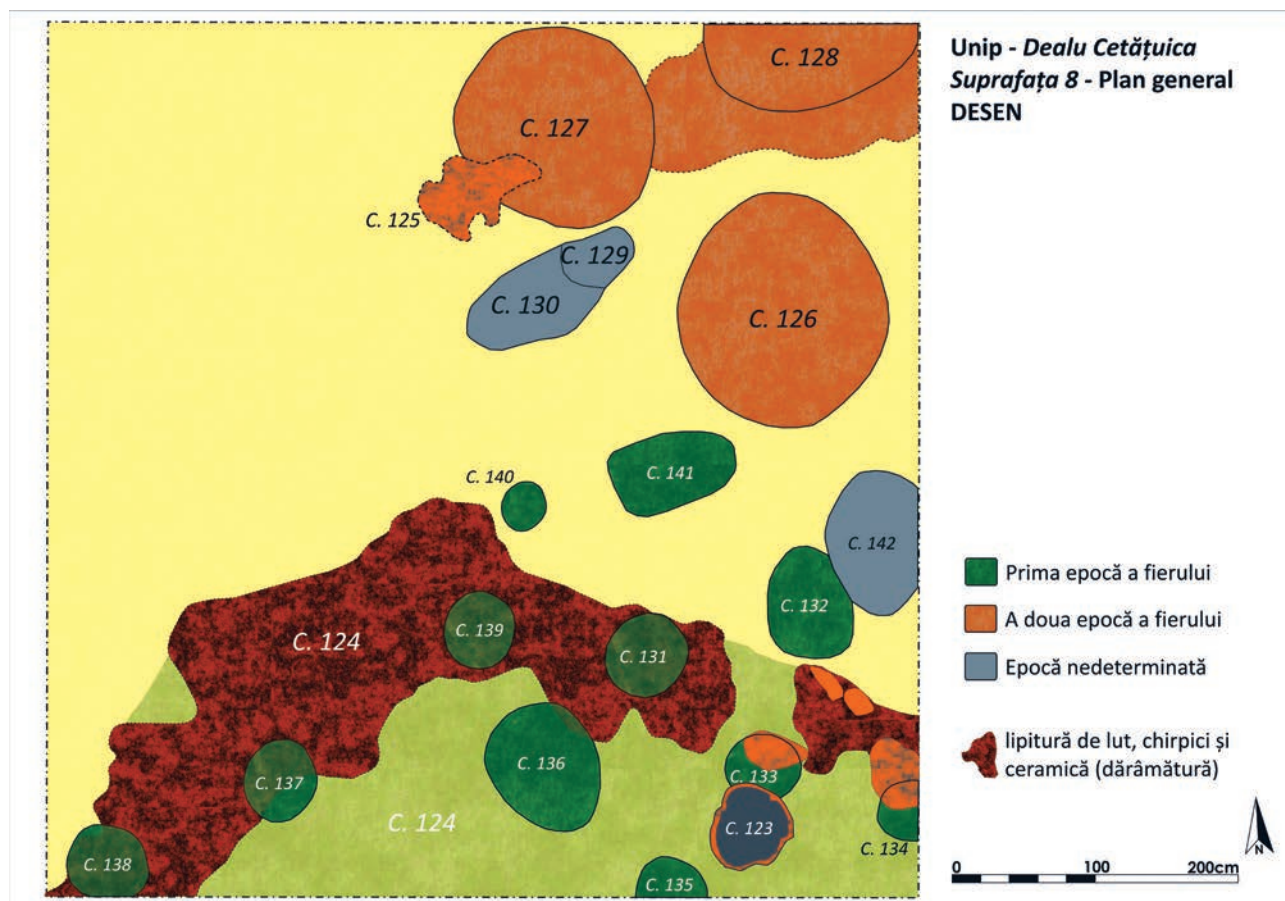 Unip - Dealu Cetățuica
Suprafața 8 - Plan general
DESEN
C. 128
C. 127
C. 125
C. 129
C. 130
C. 126
C. 141
C. 140
C. 142
C. 132
C. 124
C. 139
C. 131
C. 136
C. 133
C. 137
C. 124
C. 123
C. 134
C. 138
C. 135
Prima epocă a fierului
A doua epocă a fierului
Epocă nedeterminată
lipitură de lut, chirpici și
ceramică (dărâmătură)
N
0 100 200cm